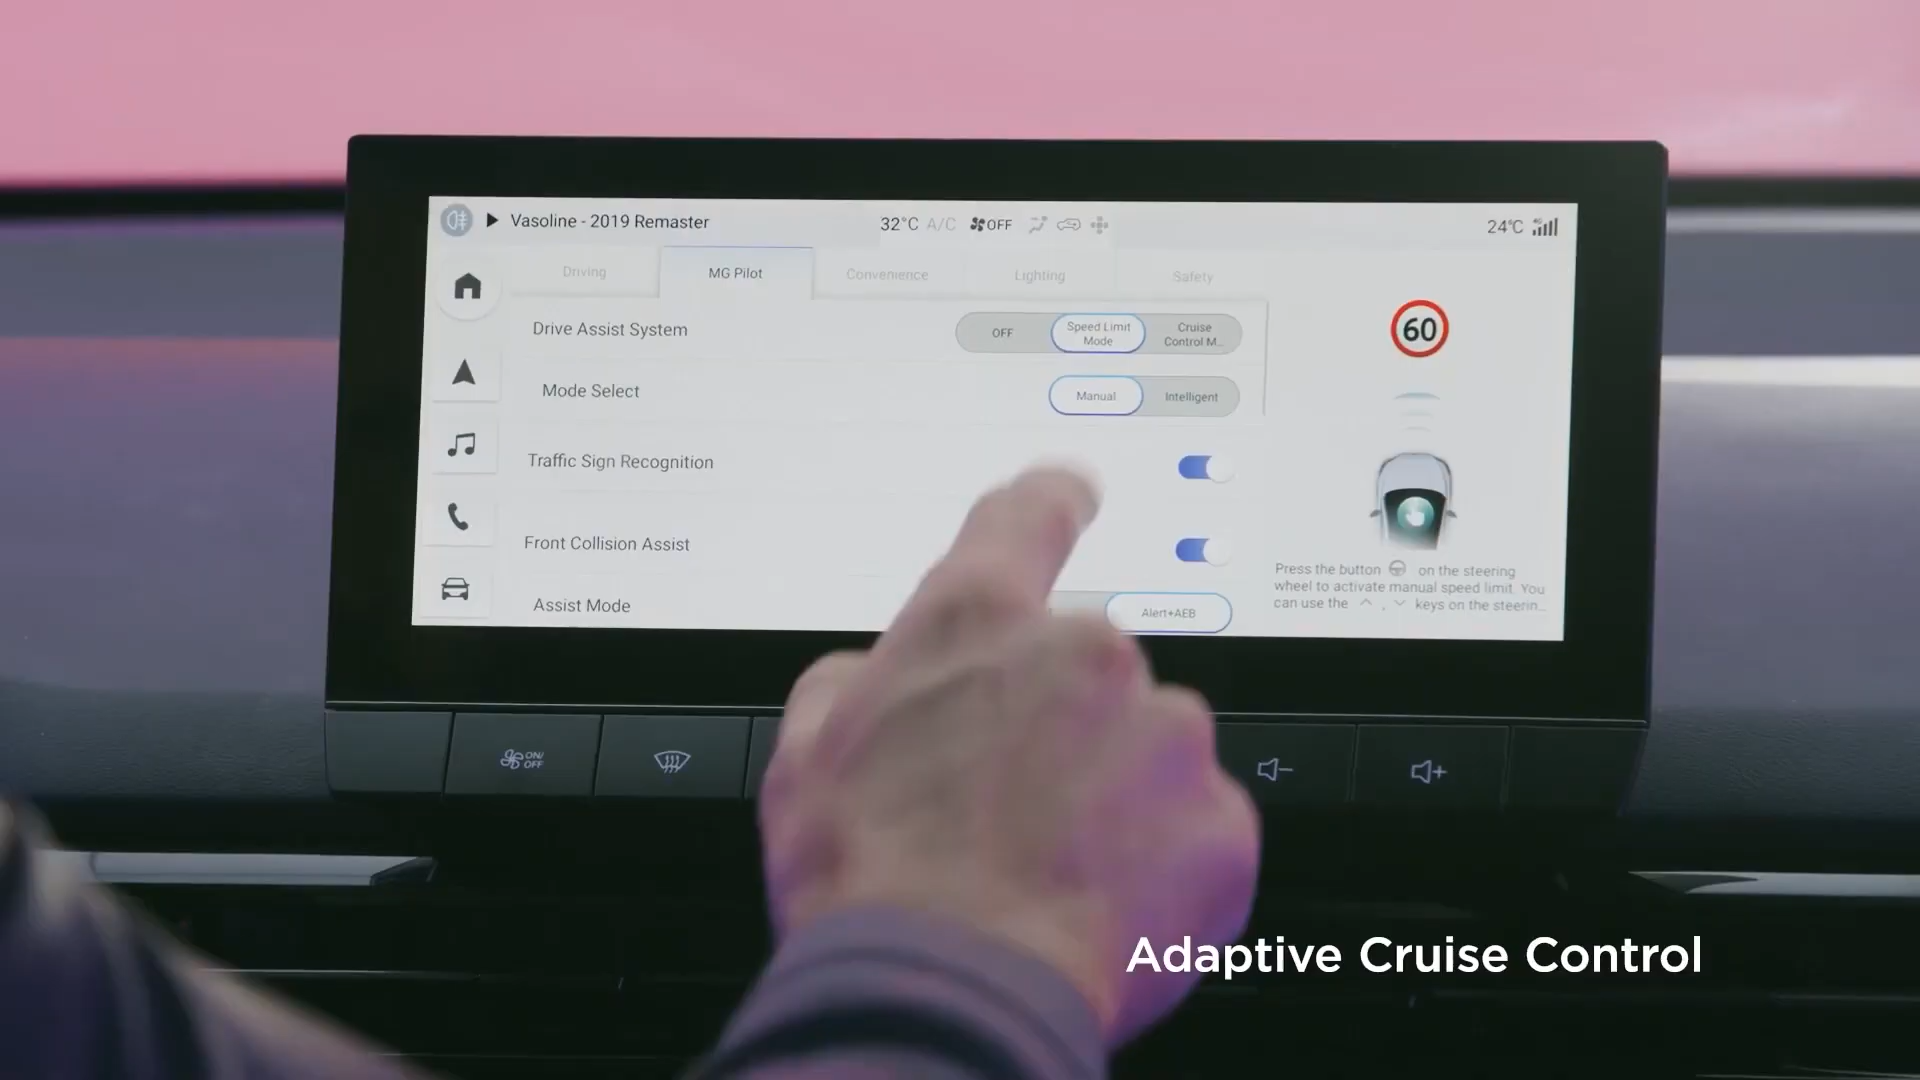 Vasoline - 2019 Remaster
32°C A/C OFF
24°C 4G
Driving
MG Pilot
Convenience
Lighting
Safety
Drive Assist System
OFF
Speed Limit
Mode
Cruise
Control M...
60
Mode Select
Manual
Intelligent
Traffic Sign Recognition
Front Collision Assist
Press the button on the steering
wheel to activate manual speed limit. You
can use the , keys on the steerin...
Assist Mode
Alert+AEB
ON/
OFF
Adaptive Cruise Control